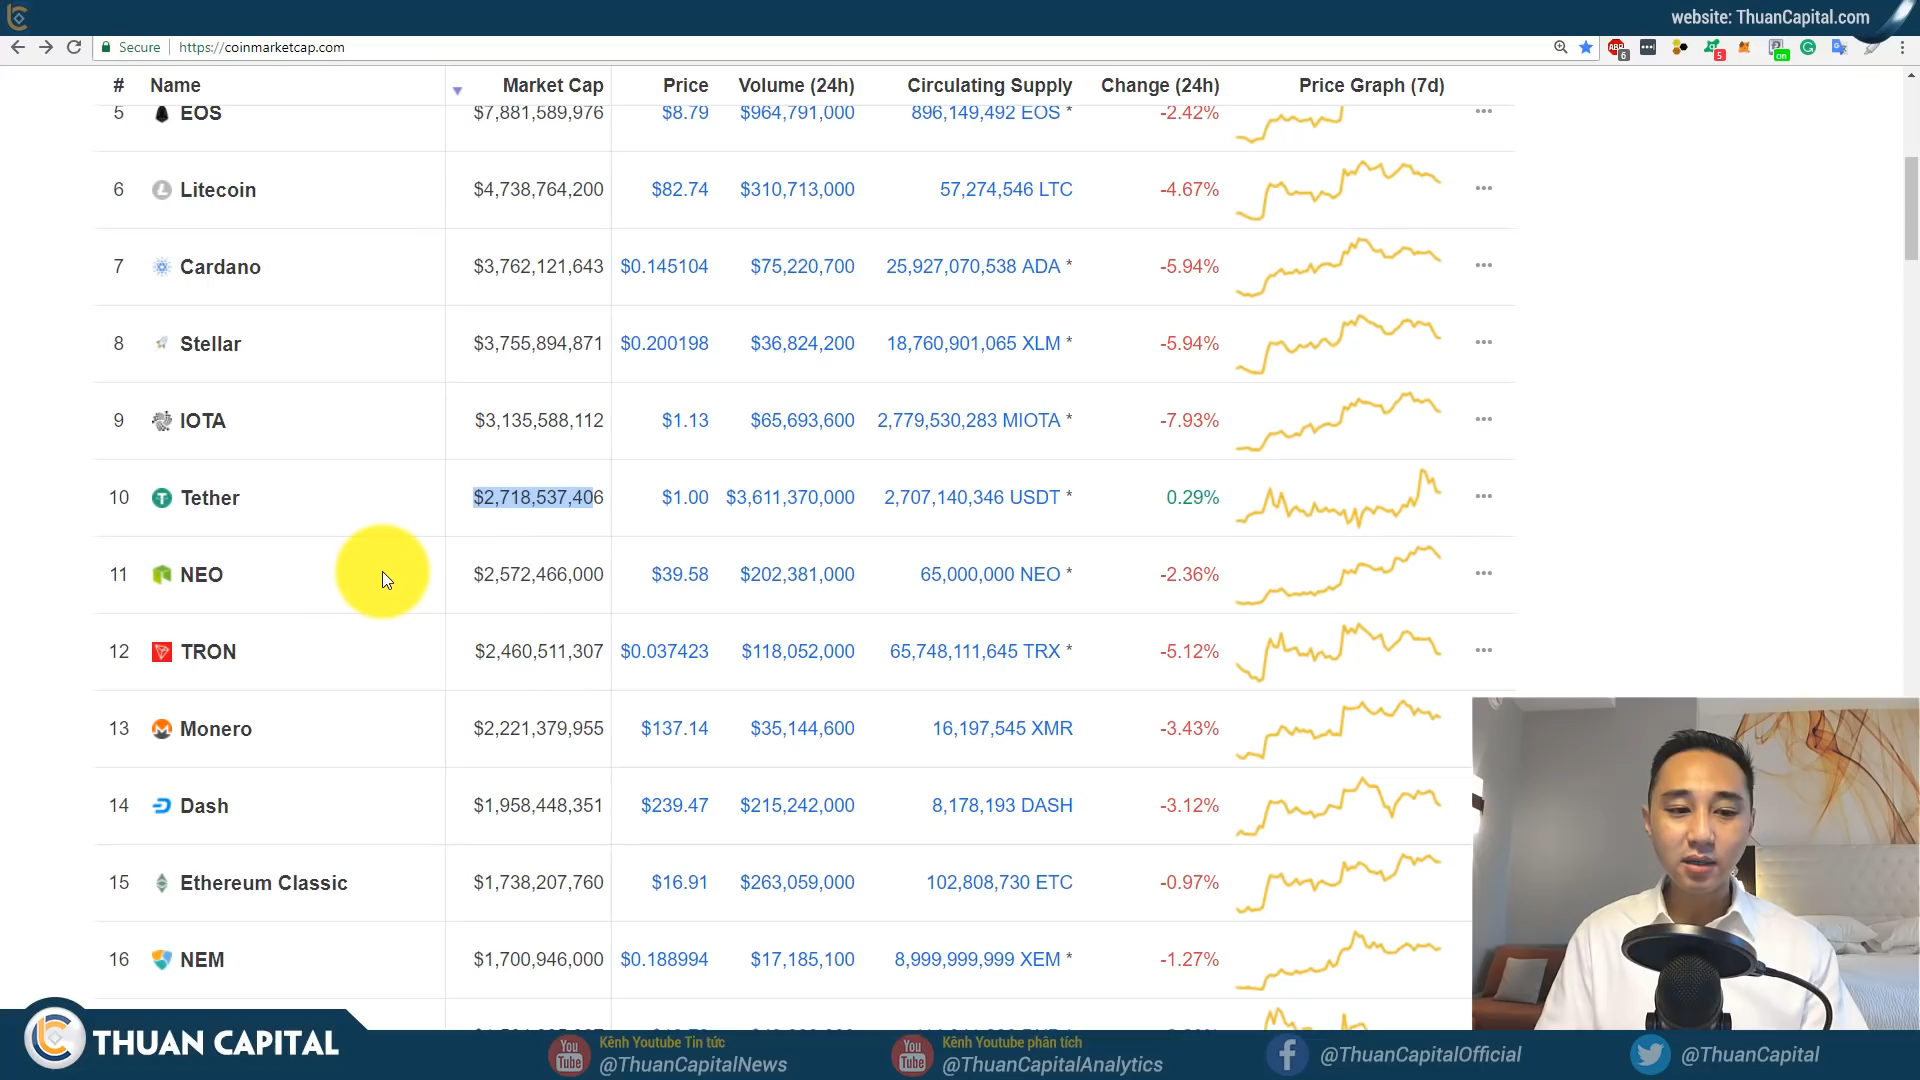 website: ThuanCapital.com
Secure https://coinmarketcap.com
# Name Market Cap Price Volume (24h) Circulating Supply Change (24h) Price Graph (7d)
5 EOS $7,881,589,976 $8.79 $964,791,000 896,149,492 EOS * -2.42%
6 Litecoin $4,738,764,200 $82.74 $310,713,000 57,274,546 LTC -4.67%
7 Cardano $3,762,121,643 $0.145104 $75,220,700 25,927,070,538 ADA * -5.94%
8 Stellar $3,755,894,871 $0.200198 $36,824,200 18,760,901,065 XLM * -5.94%
9 IOTA $3,135,588,112 $1.13 $65,693,600 2,779,530,283 MIOTA * -7.93%
10 Tether $2,718,537,406 $1.00 $3,611,370,000 2,707,140,346 USDT * 0.29%
11 NEO $2,572,466,000 $39.58 $202,381,000 65,000,000 NEO * -2.36%
12 TRON $2,460,511,307 $0.037423 $118,052,000 65,748,111,645 TRX * -5.12%
13 Monero $2,221,379,955 $137.14 $35,144,600 16,197,545 XMR -3.43%
14 Dash $1,958,448,351 $239.47 $215,242,000 8,178,193 DASH -3.12%
15 Ethereum Classic $1,738,207,760 $16.91 $263,059,000 102,808,730 ETC -0.97%
16 NEM $1,700,946,000 $0.188994 $17,185,100 8,999,999,999 XEM * -1.27%
THUAN CAPITAL
You Tube Kênh Youtube Tin tức
@ThuanCapitalNews
You Tube Kênh Youtube phân tích
@ThuanCapitalAnalytics
@ThuanCapitalOfficial
@ThuanCapital